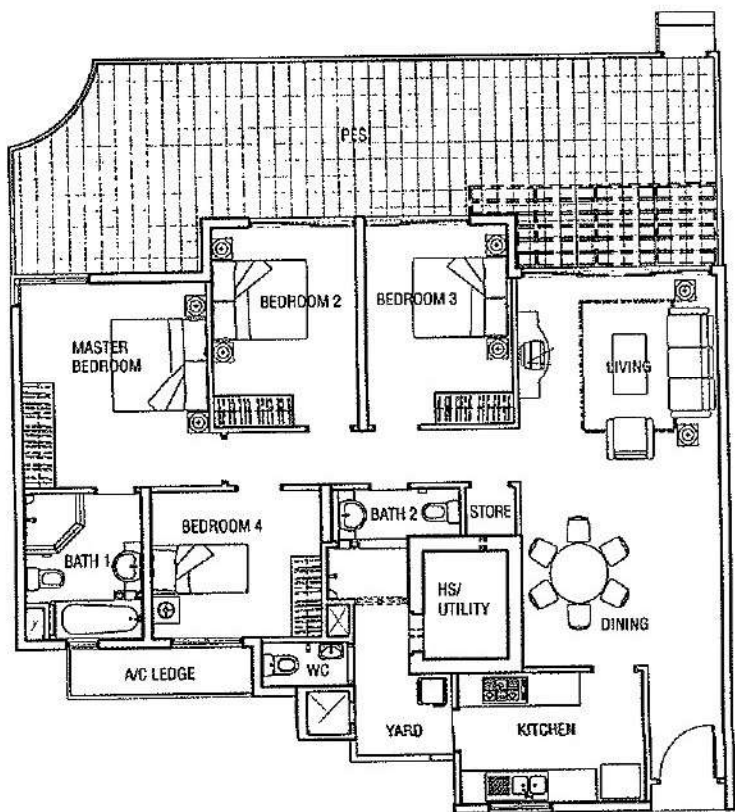 PES
BEDROOM 2
BEDROOM 3
MASTER
BEDROOM
LIVING
BATH 2
STORE
BEDROOM 4
BATH 1
HS/
UTILITY
DINING
WC
A/C LEDGE
YARD
KITCHEN